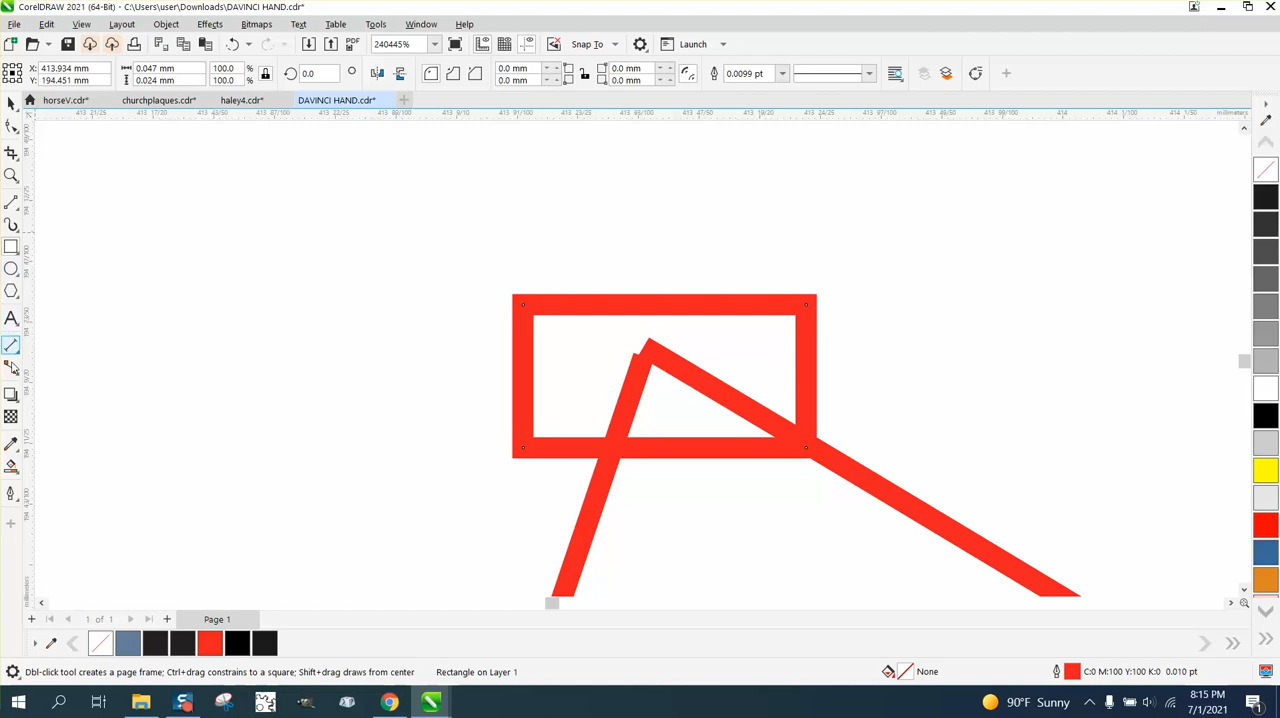 CorelDRAW 2021 (64-Bit) - C:\Users\user\Downloads\DAVINCI HAND.cdr*
File Edit View Layout Object Effects Bitmaps Text Table Tools Window Help
PDF 240445% Snap To Launch
X: 413.934 mm 0.047 mm 100.0 % 0.0 0.0 mm 0.0 mm 0.0099 pt
Y: 194.451 mm 0.024 mm 100.0 % 0.0 mm 0.0 mm
horseV.cdr* churchplaques.cdr* haley4.cdr* DAVINCI HAND.cdr*
millimeters
millimeters
1 of 1 Page 1
Dbl-click tool creates a page frame; Ctrl+drag constrains to a square; Shift+drag draws from center Rectangle on Layer 1 None C:0 M:100 Y:100 K:0 0.010 pt
90°F Sunny 8:15 PM
7/1/2021
1